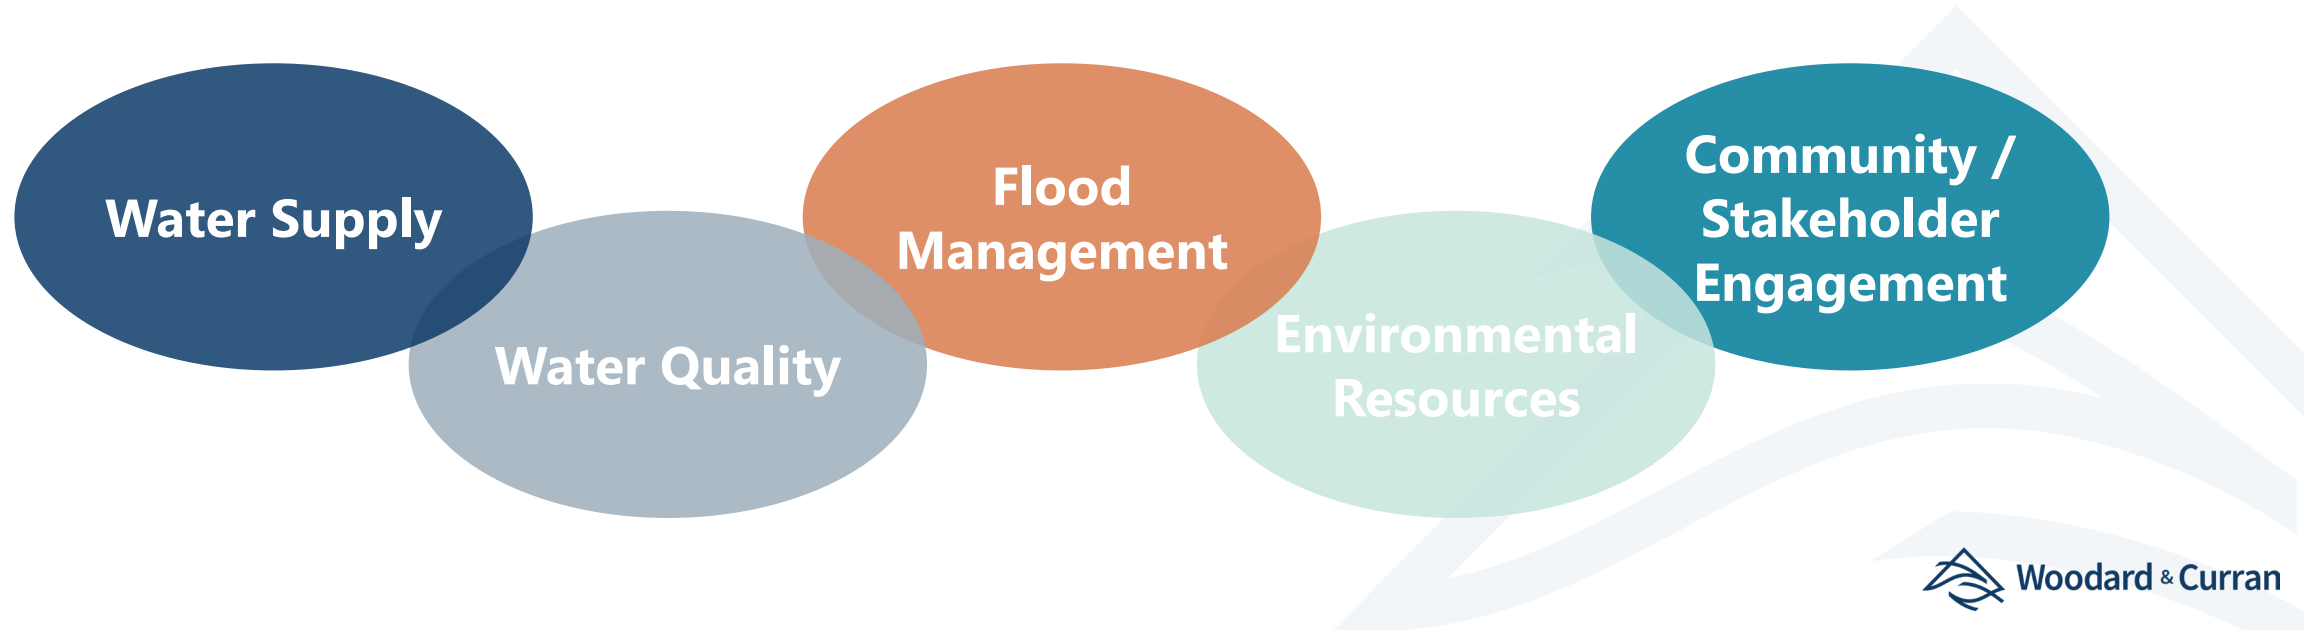 Water Supply
Water Quality
Flood
Management
Environmental
Resources
Community /
Stakeholder
Engagement
Woodard & Curran